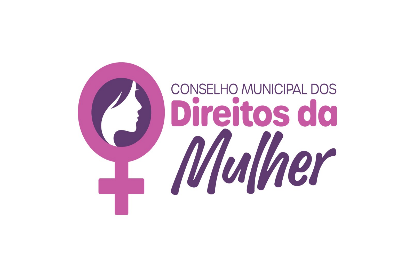 CONSELHO MUNICIPAL DOS
Direitos da
Mulher